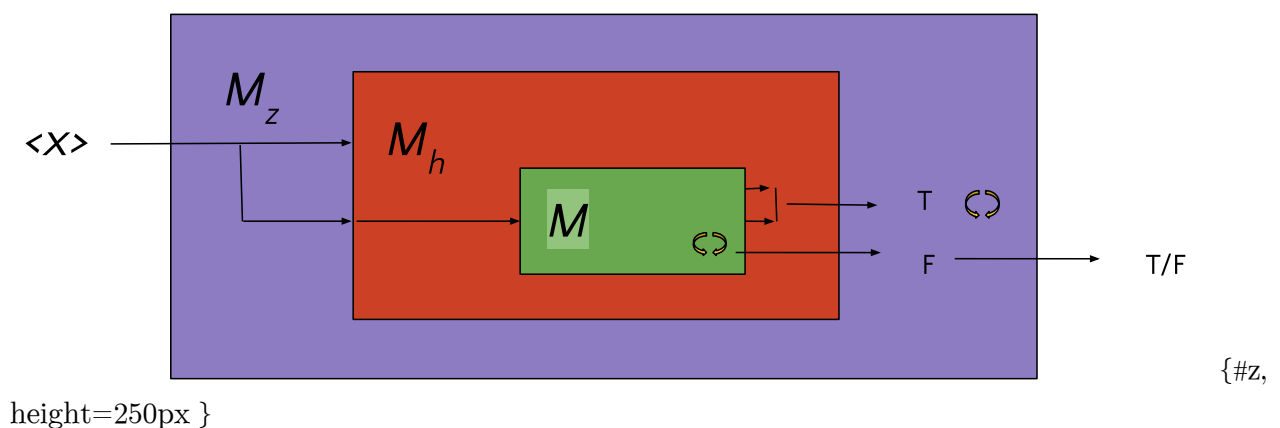 M_z
<X>
M_h
M
T
F
T/F
{#z,
height=250px }